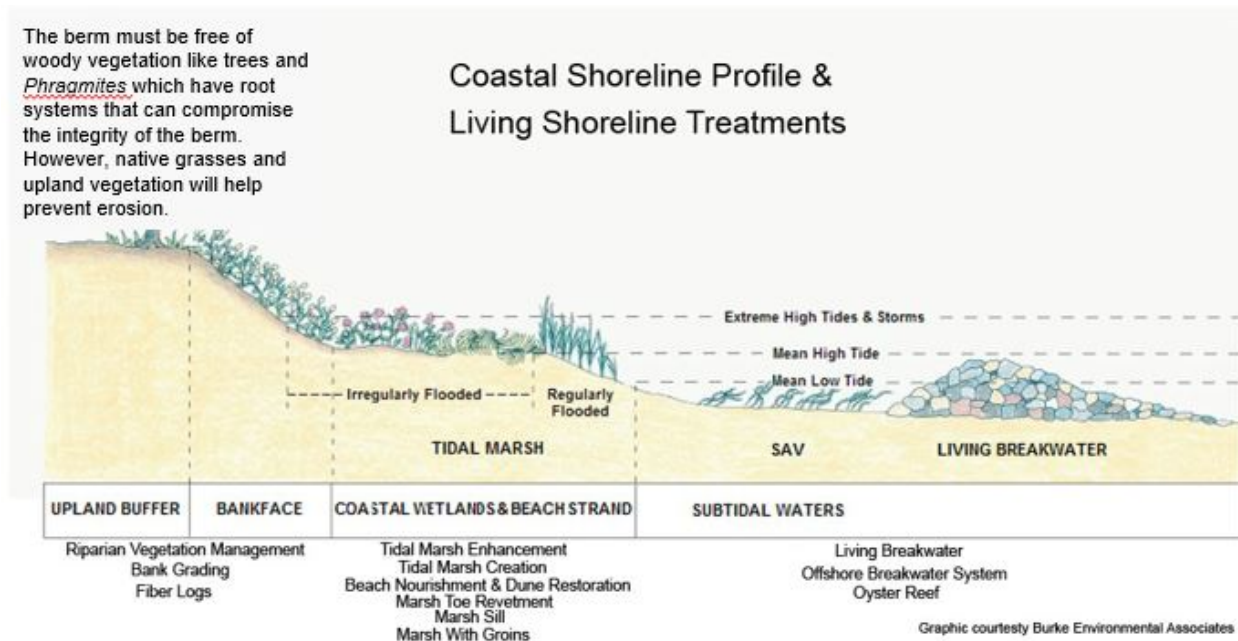 The berm must be free of
woody vegetation like trees and
Phragmites which have root
systems that can compromise
the integrity of the berm.
However, native grasses and
upland vegetation will help
prevent erosion.
Coastal Shoreline Profile &
Living Shoreline Treatments
Extreme High Tides & Storms
Mean High Tide
Mean Low Tide
Irregularly Flooded
Regularly
Flooded
TIDAL MARSH
SAV
LIVING BREAKWATER
UPLAND BUFFER
BANKFACE
COASTAL WETLANDS & BEACH STRAND
SUBTIDAL WATERS
Riparian Vegetation Management
Bank Grading
Fiber Logs
Tidal Marsh Enhancement
Tidal Marsh Creation
Beach Nourishment & Dune Restoration
Marsh Toe Revetment
Marsh Sill
Marsh With Groins
Living Breakwater
Offshore Breakwater System
Oyster Reef
Graphic courtesty Burke Environmental Associates